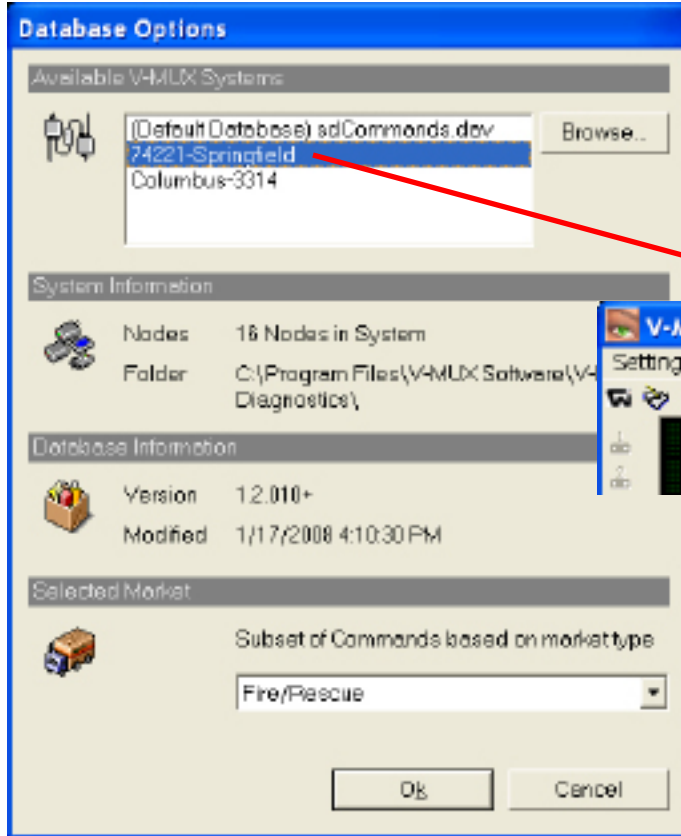 Database Options
Available V-MUX Systems
(Default Database) sdCommands.dev
Browse...
74221-Springfield
Columbus-3314
System Information
Nodes 16 Nodes in System
Folder C:\Program Files\V-MUX Software\V-
Diagnostics\
V-M
Setting
Database Information
Version 1.2.010+
Modified 1/17/2008 4:10:30 PM
Selected Market
Subset of Commands based on market type
Fire/Rescue
Ok Cancel